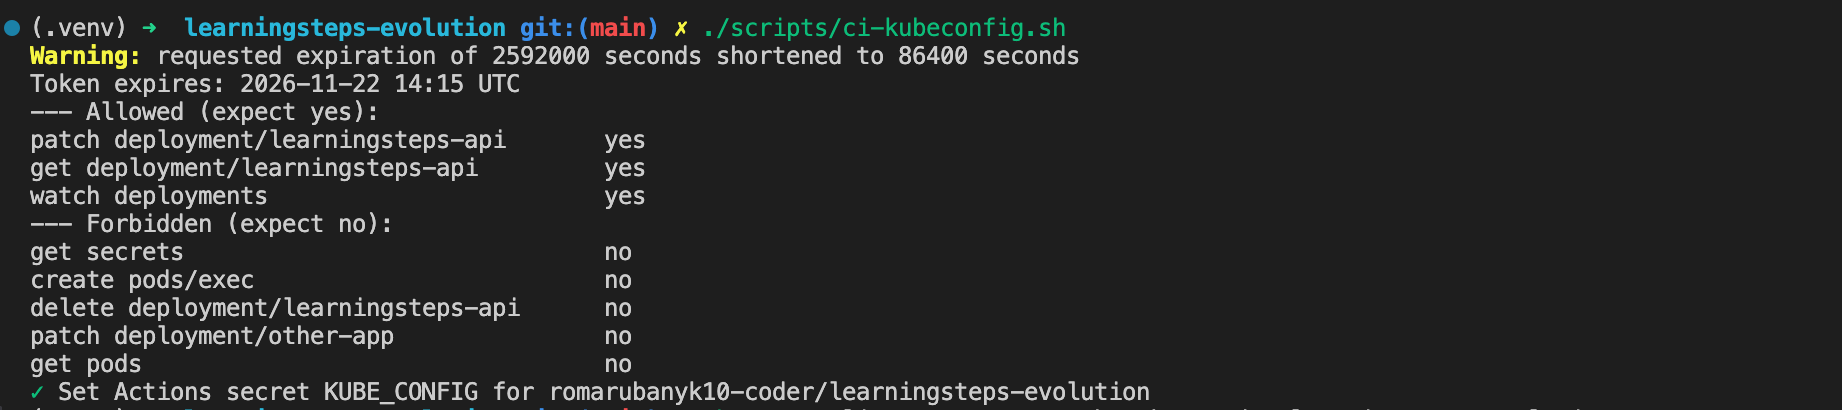 (.venv) ➜ learningsteps-evolution git:(main) ✗ ./scripts/ci-kubeconfig.sh
Warning: requested expiration of 2592000 seconds shortened to 86400 seconds
Token expires: 2026-11-22 14:15 UTC
--- Allowed (expect yes):
patch deployment/learningsteps-api yes
get deployment/learningsteps-api yes
watch deployments yes
--- Forbidden (expect no):
get secrets no
create pods/exec no
delete deployment/learningsteps-api no
patch deployment/other-app no
get pods no
✓ Set Actions secret KUBE_CONFIG for romarubanyk10-coder/learningsteps-evolution